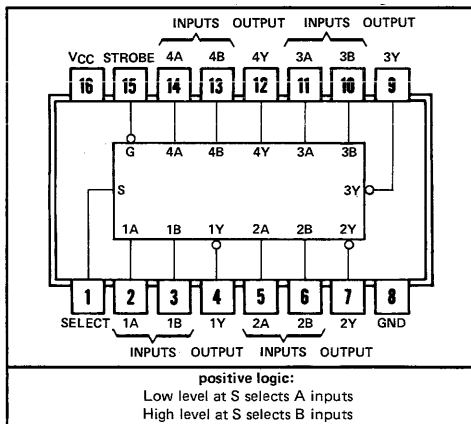 INPUTS OUTPUT INPUTS OUTPUT
VCC STROBE 4A 4B 4Y 3A 3B 3Y
16 15 14 13 12 11 10 9
G 4A 4B 4Y 3A 3B
S 3Y
1A 1B 1Y 2A 2B 2Y
1 2 3 4 5 6 7 8
SELECT 1A 1B 1Y 2A 2B 2Y GND
INPUTS OUTPUT INPUTS OUTPUT
positive logic:
Low level at S selects A inputs
High level at S selects B inputs